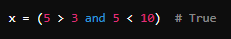 x = (5 > 3 and 5 < 10)  # True